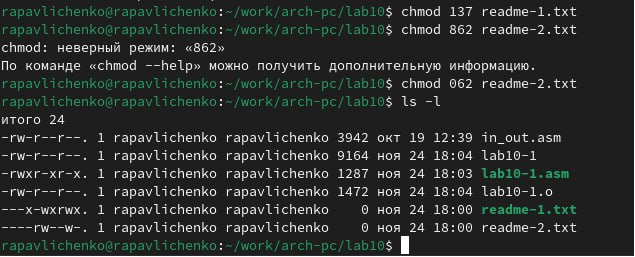 rapavlichenko@rapavlichenko:~/work/arch-pc/lab10$ chmod 137 readme-1.txt
rapavlichenko@rapavlichenko:~/work/arch-pc/lab10$ chmod 862 readme-2.txt
chmod: неверный режим: «862»
По команде «chmod --help» можно получить дополнительную информацию.
rapavlichenko@rapavlichenko:~/work/arch-pc/lab10$ chmod 062 readme-2.txt
rapavlichenko@rapavlichenko:~/work/arch-pc/lab10$ ls -l
итого 24
-rw-r--r--. 1 rapavlichenko rapavlichenko 3942 окт 19 12:39 in_out.asm
-rw-r--r--. 1 rapavlichenko rapavlichenko 9164 ноя 24 18:04 lab10-1
-rwxr-xr-x. 1 rapavlichenko rapavlichenko 1287 ноя 24 18:03 lab10-1.asm
-rw-r--r--. 1 rapavlichenko rapavlichenko 1472 ноя 24 18:04 lab10-1.o
---x-wxrwx. 1 rapavlichenko rapavlichenko    0 ноя 24 18:00 readme-1.txt
----rw--w-. 1 rapavlichenko rapavlichenko    0 ноя 24 18:00 readme-2.txt
rapavlichenko@rapavlichenko:~/work/arch-pc/lab10$